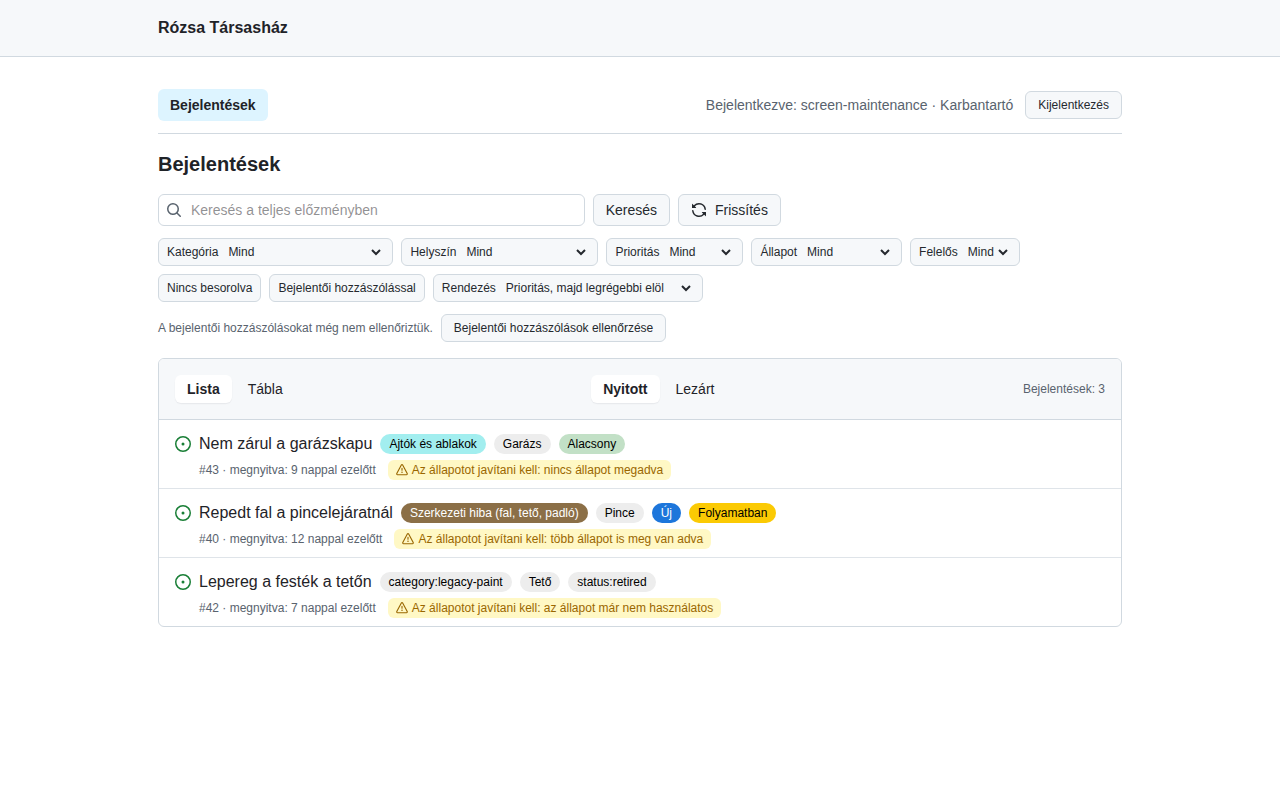 Rózsa Társasház
Bejelentések
Bejelentkezve: screen-maintenance · Karbantartó
Kijelentkezés
Bejelentések
Keresés a teljes előzményben
Keresés
Frissítés
Kategória Mind
Helyszín Mind
Prioritás Mind
Állapot Mind
Felelős Mind
Nincs besorolva
Bejelentői hozzászólással
Rendezés Prioritás, majd legrégebbi elöl
A bejelentői hozzászólásokat még nem ellenőriztük.
Bejelentői hozzászólások ellenőrzése
Lista
Tábla
Nyitott
Lezárt
Bejelentések: 3
Nem zárul a garázskapu Ajtók és ablakok Garázs Alacsony
#43 · megnyitva: 9 nappal ezelőtt Az állapotot javítani kell: nincs állapot megadva
Repedt fal a pincelejáratnál Szerkezeti hiba (fal, tető, padló) Pince Új Folyamatban
#40 · megnyitva: 12 nappal ezelőtt Az állapotot javítani kell: több állapot is meg van adva
Lepereg a festék a tetőn category:legacy-paint Tető status:retired
#42 · megnyitva: 7 nappal ezelőtt Az állapotot javítani kell: az állapot már nem használatos